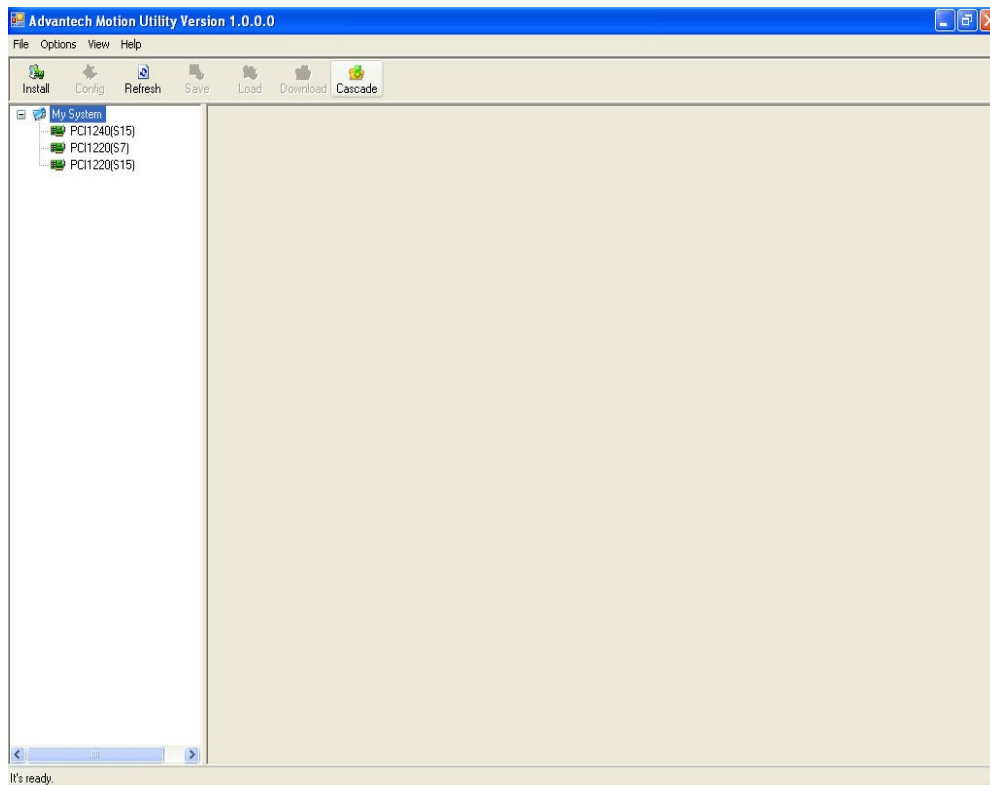 Advantech Motion Utility Version 1.0.0.0
File Options View Help
Install Config Refresh Save Load Download Cascade
My System
PCI1240(S15)
PCI1220(S7)
PCI1220(S15)
It's ready.